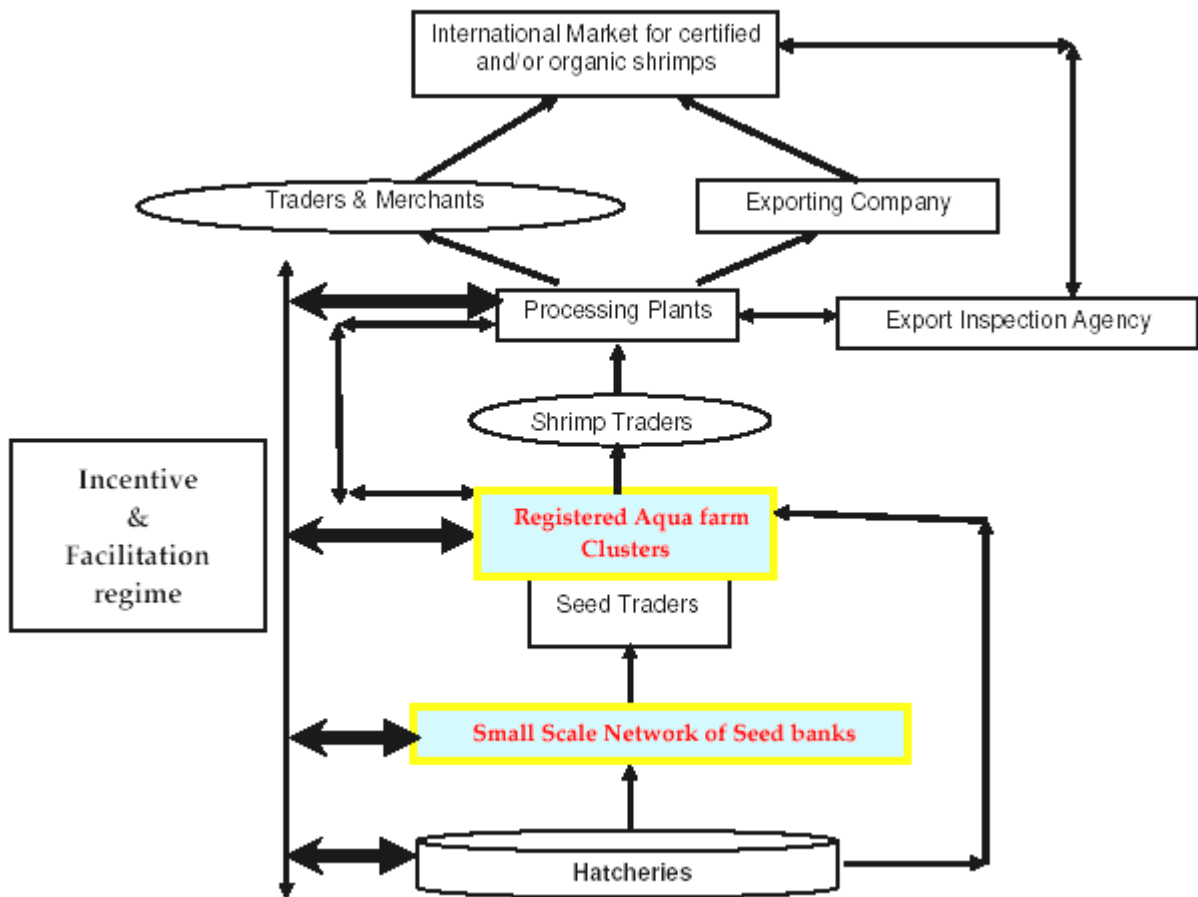 International Market for certified
and/or organic shrimps
Traders & Merchants
Exporting Company
Processing Plants
Export Inspection Agency
Shrimp Traders
Incentive
&
Facilitation
regime
Registered Aqua farm
Clusters
Seed Traders
Small Scale Network of Seed banks
Hatcheries